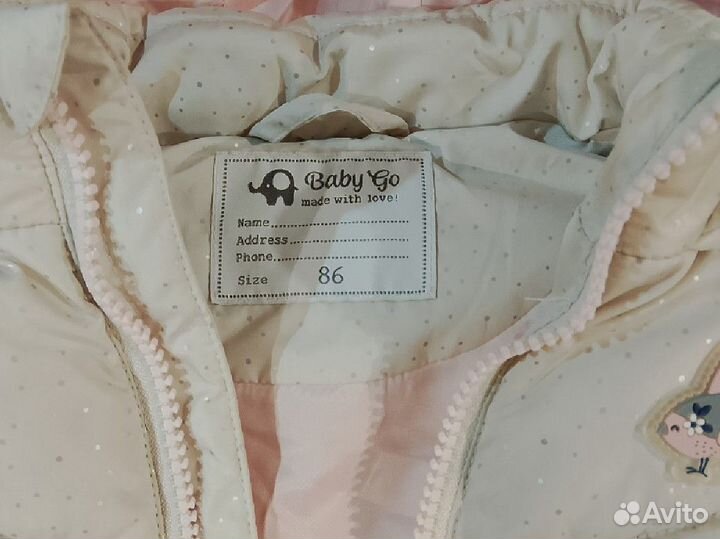 Baby Go
made with love!
Name
Address
Phone
Size 86
Avito